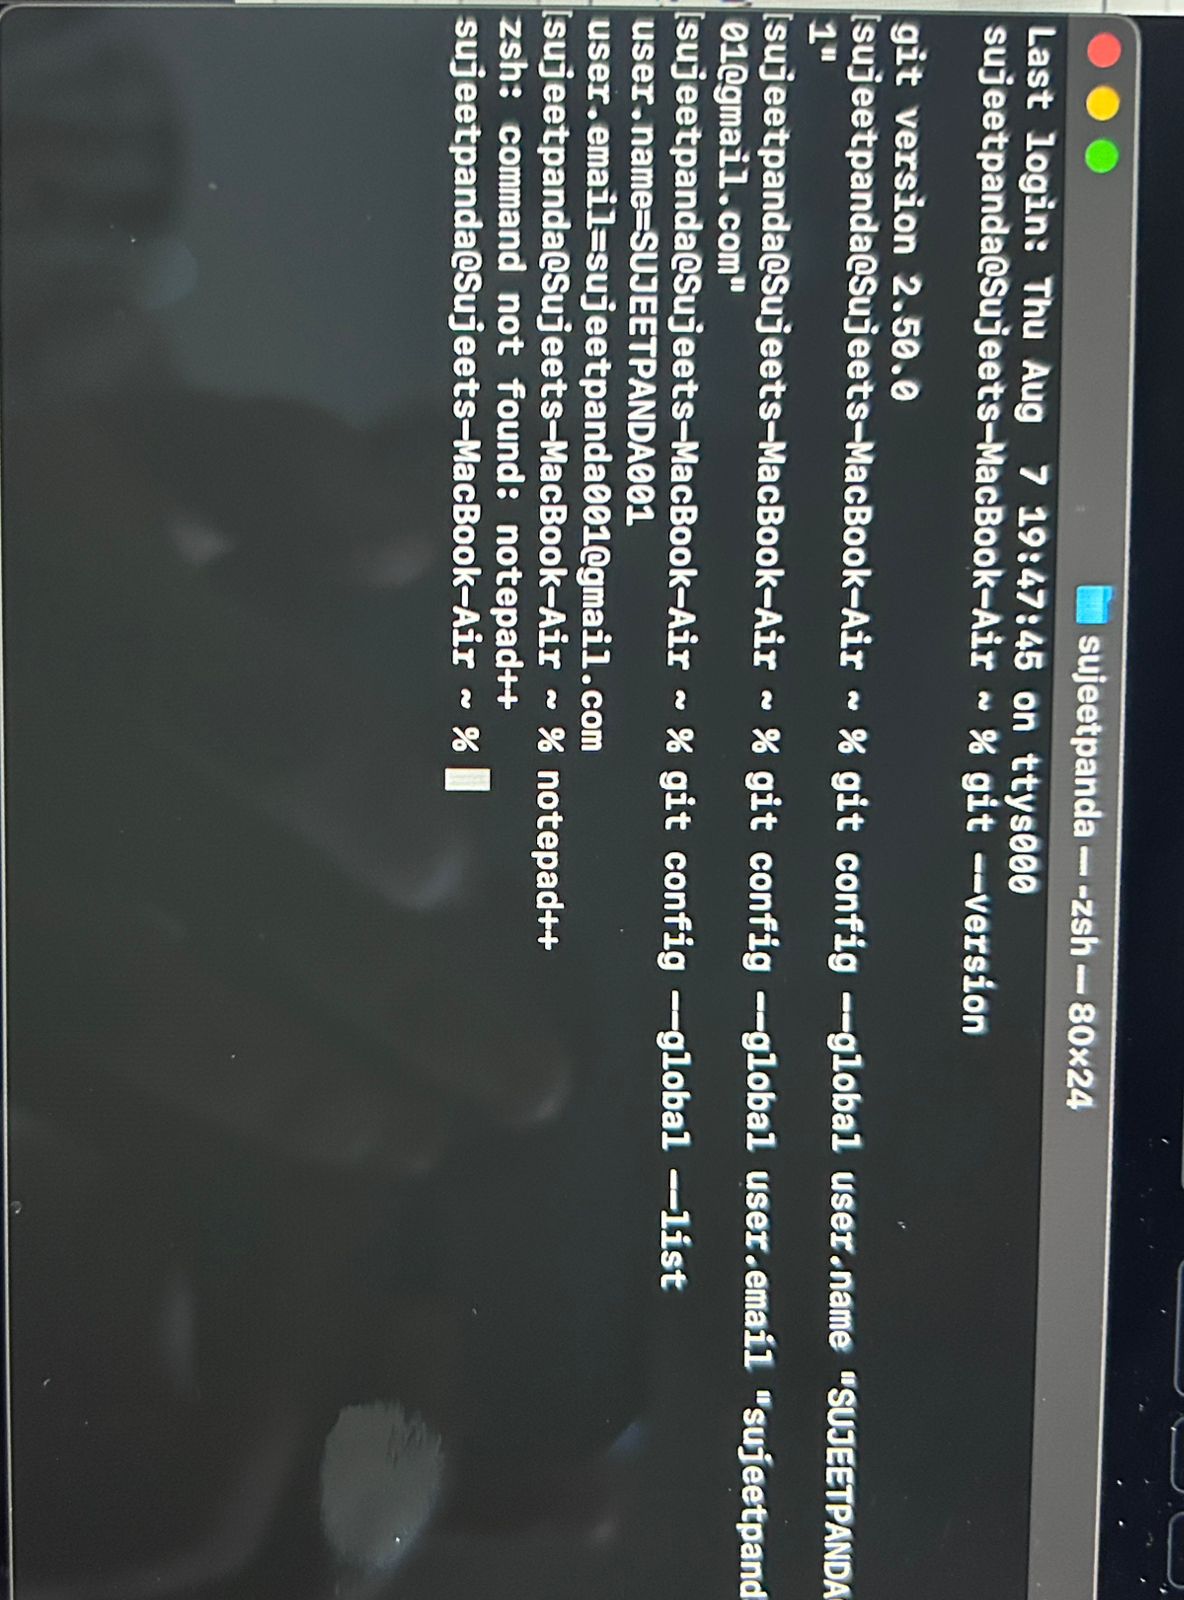 sujeetpanda — -zsh — 80×24
Last login: Thu Aug  7 19:47:45 on ttys000
sujeetpanda@Sujeets-MacBook-Air ~ % git --version
git version 2.50.0
[sujeetpanda@Sujeets-MacBook-Air ~ % git config --global user.name "SUJEETPANDA
1"
[sujeetpanda@Sujeets-MacBook-Air ~ % git config --global user.email "sujeetpand
01@gmail.com"
[sujeetpanda@Sujeets-MacBook-Air ~ % git config --global --list
user.name=SUJEETPANDA001
user.email=sujeetpanda001@gmail.com
[sujeetpanda@Sujeets-MacBook-Air ~ % notepad++
zsh: command not found: notepad++
sujeetpanda@Sujeets-MacBook-Air ~ %